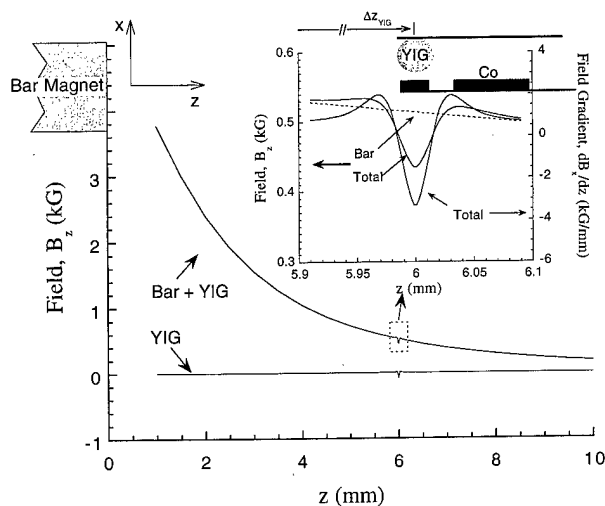 Δz_YIG
x
z
Bar Magnet
YIG
Co
0.6
0.5
0.4
0.3
5.9
5.95
6
6.05
6.1
z (mm)
Field, B_z (kG)
Bar
Total
Total
4
2
0
-2
-4
-6
Field Gradient, dB_x/dz (kG/mm)
3
2
1
0
-1
Field, B_z (kG)
Bar + YIG
YIG
0
2
4
6
8
10
z (mm)